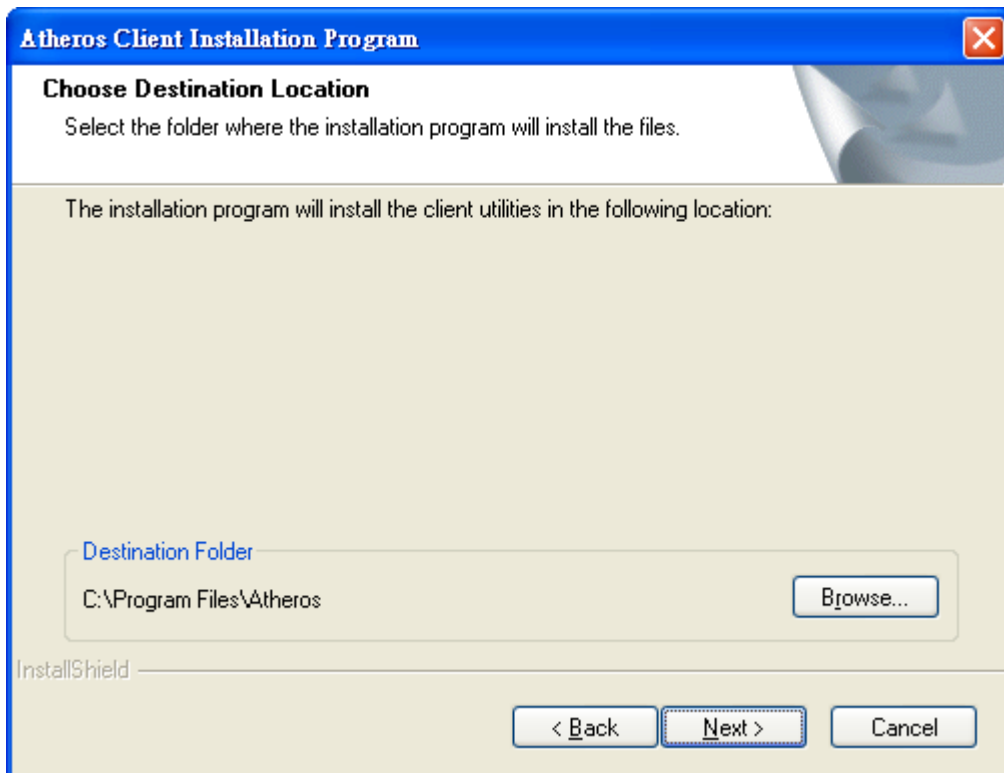 Atheros Client Installation Program
Choose Destination Location
Select the folder where the installation program will install the files.
The installation program will install the client utilities in the following location:
Destination Folder
C:\Program Files\Atheros
Browse...
InstallShield
< Back
Next >
Cancel